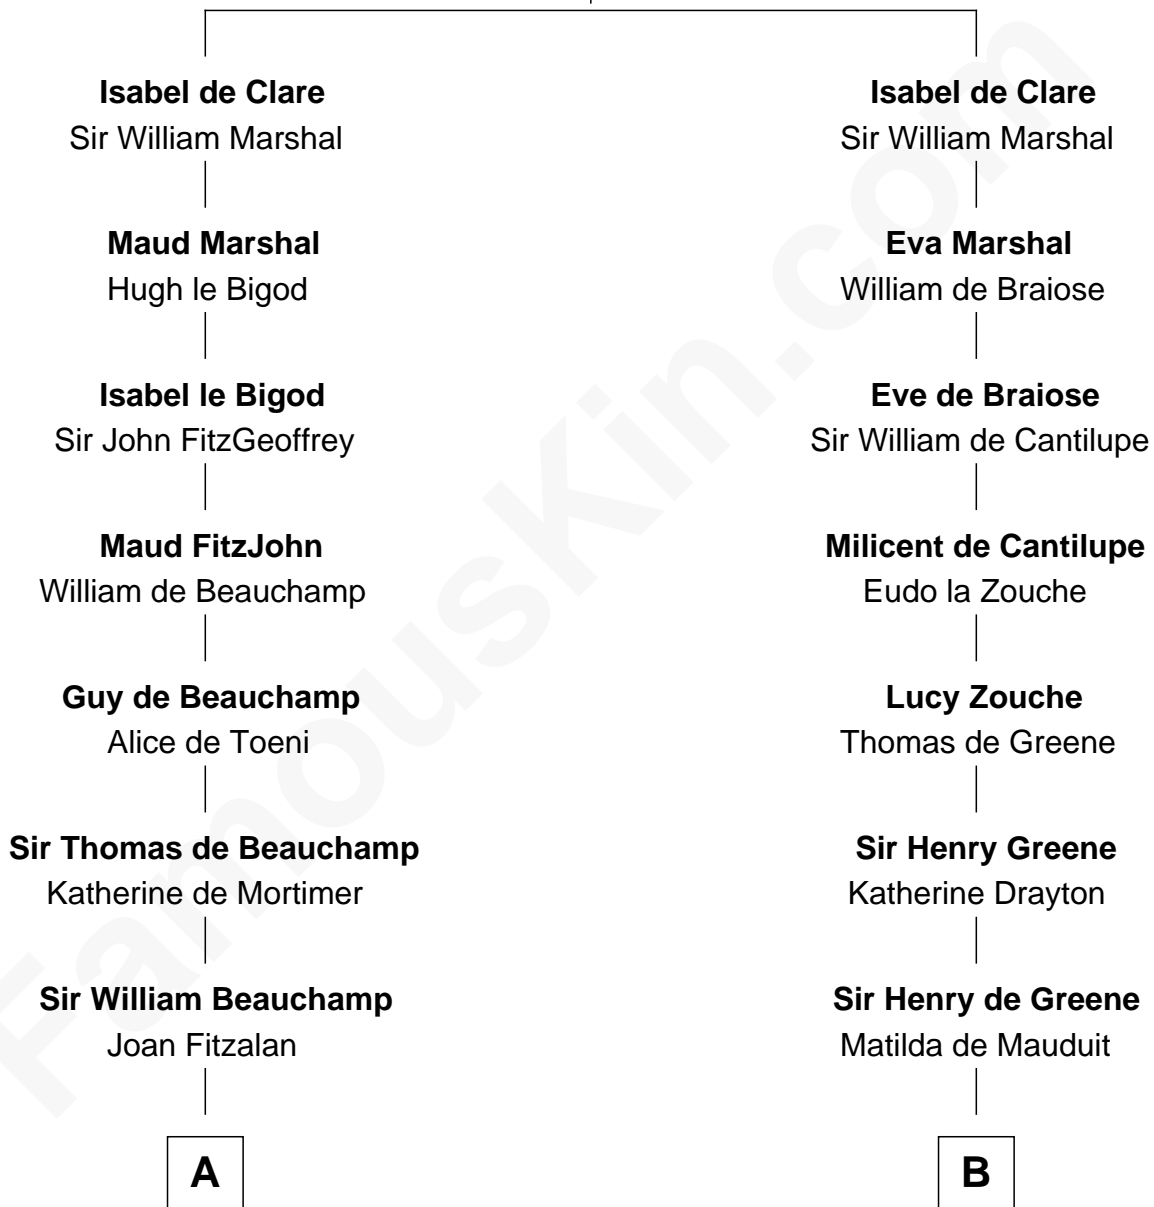 Isabel de Clare
Sir William Marshal
Maud Marshal
Hugh le Bigod
Isabel le Bigod
Sir John FitzGeoffrey
Maud FitzJohn
William de Beauchamp
Guy de Beauchamp
Alice de Toeni
Sir Thomas de Beauchamp
Katherine de Mortimer
Sir William Beauchamp
Joan Fitzalan
A
Isabel de Clare
Sir William Marshal
Eva Marshal
William de Braiose
Eve de Braiose
Sir William de Cantilupe
Milicent de Cantilupe
Eudo la Zouche
Lucy Zouche
Thomas de Greene
Sir Henry Greene
Katherine Drayton
Sir Henry de Greene
Matilda de Mauduit
B
FamousKin.com